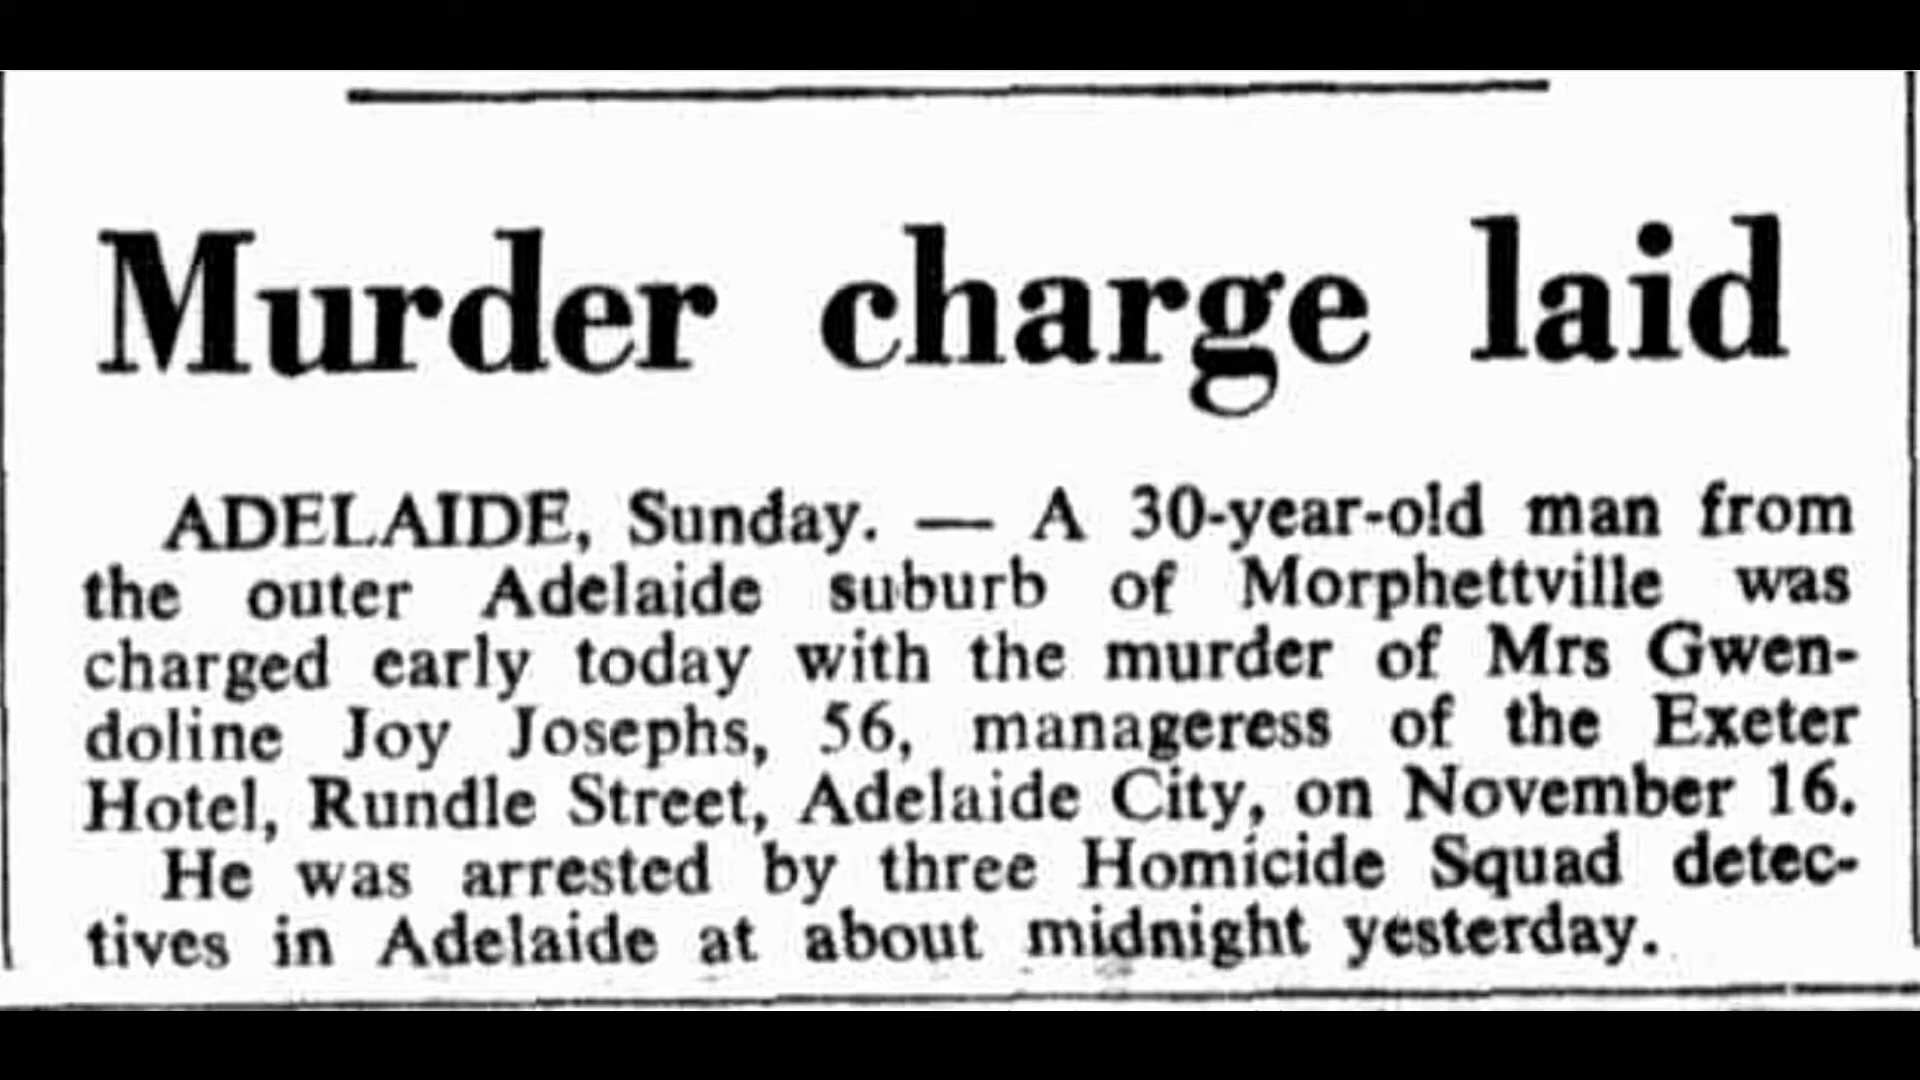 Murder charge laid
ADELAIDE, Sunday. — A 30-year-old man from
the outer Adelaide suburb of Morphettville was
charged early today with the murder of Mrs Gwen-
doline Joy Josephs, 56, manageress of the Exeter
Hotel, Rundle Street, Adelaide City, on November 16.
He was arrested by three Homicide Squad detec-
tives in Adelaide at about midnight yesterday.